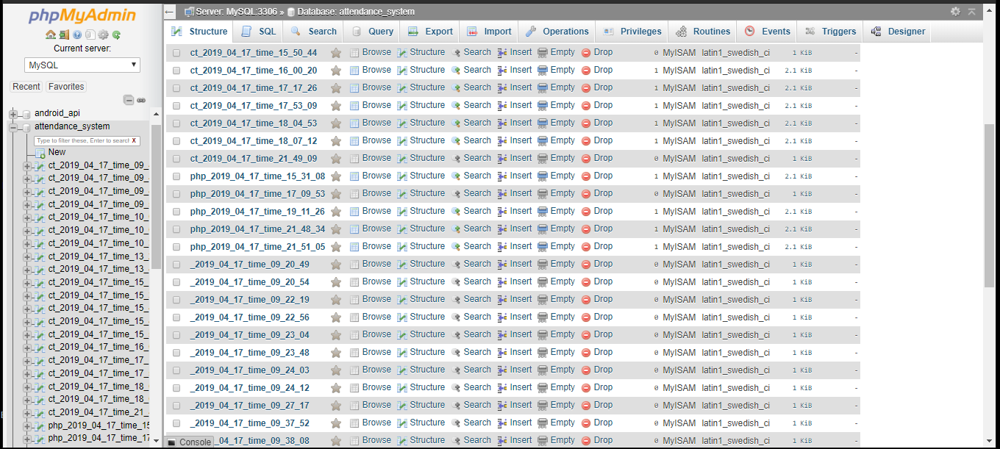 phpMyAdmin
Current server:
MySQL
Recent Favorites
android_api
attendance_system
Type to filter these, Enter to search X
New
ct_2019_04_17_time_09_
ct_2019_04_17_time_09_
ct_2019_04_17_time_09_
ct_2019_04_17_time_09_
ct_2019_04_17_time_10_
ct_2019_04_17_time_10_
ct_2019_04_17_time_10_
ct_2019_04_17_time_13_
ct_2019_04_17_time_13_
ct_2019_04_17_time_15_
ct_2019_04_17_time_15_
ct_2019_04_17_time_15_
ct_2019_04_17_time_15_
ct_2019_04_17_time_15_
ct_2019_04_17_time_16_
ct_2019_04_17_time_17_
ct_2019_04_17_time_17_
ct_2019_04_17_time_18_
ct_2019_04_17_time_18_
ct_2019_04_17_time_21_
php_2019_04_17_time_15
php_2019_04_17_time_17
Server: MySQL:3306 » Database: attendance_system
Structure SQL Search Query Export Import Operations Privileges Routines Events Triggers Designer
ct_2019_04_17_time_15_50_44 Browse Structure Search Insert Empty Drop 0 MyISAM latin1_swedish_ci 1 KiB -
ct_2019_04_17_time_16_00_20 Browse Structure Search Insert Empty Drop 1 MyISAM latin1_swedish_ci 2.1 KiB -
ct_2019_04_17_time_17_17_26 Browse Structure Search Insert Empty Drop 1 MyISAM latin1_swedish_ci 2.1 KiB -
ct_2019_04_17_time_17_53_09 Browse Structure Search Insert Empty Drop 1 MyISAM latin1_swedish_ci 2.1 KiB -
ct_2019_04_17_time_18_04_53 Browse Structure Search Insert Empty Drop 1 MyISAM latin1_swedish_ci 2.1 KiB -
ct_2019_04_17_time_18_07_12 Browse Structure Search Insert Empty Drop 1 MyISAM latin1_swedish_ci 2.1 KiB -
ct_2019_04_17_time_21_49_09 Browse Structure Search Insert Empty Drop 0 MyISAM latin1_swedish_ci 1 KiB -
php_2019_04_17_time_15_31_08 Browse Structure Search Insert Empty Drop 1 MyISAM latin1_swedish_ci 2.1 KiB -
php_2019_04_17_time_17_09_53 Browse Structure Search Insert Empty Drop 0 MyISAM latin1_swedish_ci 1 KiB -
php_2019_04_17_time_19_11_26 Browse Structure Search Insert Empty Drop 1 MyISAM latin1_swedish_ci 2.1 KiB -
php_2019_04_17_time_21_48_34 Browse Structure Search Insert Empty Drop 1 MyISAM latin1_swedish_ci 2.1 KiB -
php_2019_04_17_time_21_51_05 Browse Structure Search Insert Empty Drop 1 MyISAM latin1_swedish_ci 2.1 KiB -
_2019_04_17_time_09_20_49 Browse Structure Search Insert Empty Drop 0 MyISAM latin1_swedish_ci 1 KiB -
_2019_04_17_time_09_20_54 Browse Structure Search Insert Empty Drop 0 MyISAM latin1_swedish_ci 1 KiB -
_2019_04_17_time_09_22_19 Browse Structure Search Insert Empty Drop 0 MyISAM latin1_swedish_ci 1 KiB -
_2019_04_17_time_09_22_56 Browse Structure Search Insert Empty Drop 0 MyISAM latin1_swedish_ci 1 KiB -
_2019_04_17_time_09_23_04 Browse Structure Search Insert Empty Drop 0 MyISAM latin1_swedish_ci 1 KiB -
_2019_04_17_time_09_23_48 Browse Structure Search Insert Empty Drop 0 MyISAM latin1_swedish_ci 1 KiB -
_2019_04_17_time_09_24_03 Browse Structure Search Insert Empty Drop 0 MyISAM latin1_swedish_ci 1 KiB -
_2019_04_17_time_09_24_12 Browse Structure Search Insert Empty Drop 0 MyISAM latin1_swedish_ci 1 KiB -
_2019_04_17_time_09_27_17 Browse Structure Search Insert Empty Drop 0 MyISAM latin1_swedish_ci 1 KiB -
_2019_04_17_time_09_37_52 Browse Structure Search Insert Empty Drop 0 MyISAM latin1_swedish_ci 1 KiB -
Console _2019_04_17_time_09_38_08 Browse Structure Search Insert Empty Drop 0 MyISAM latin1_swedish_ci 1 KiB -